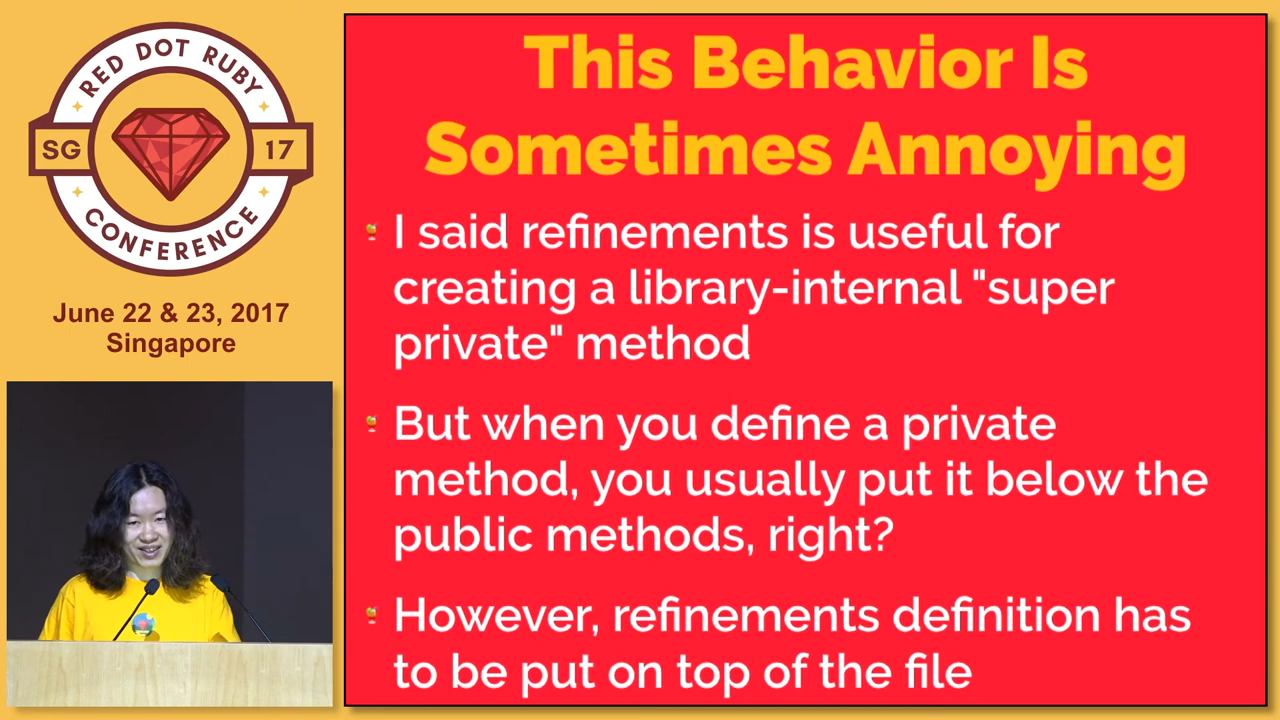 RED DOT RUBY
SG 17
CONFERENCE
June 22 & 23, 2017
Singapore
This Behavior Is
Sometimes Annoying
I said refinements is useful for
creating a library-internal "super
private" method
But when you define a private
method, you usually put it below the
public methods, right?
However, refinements definition has
to be put on top of the file